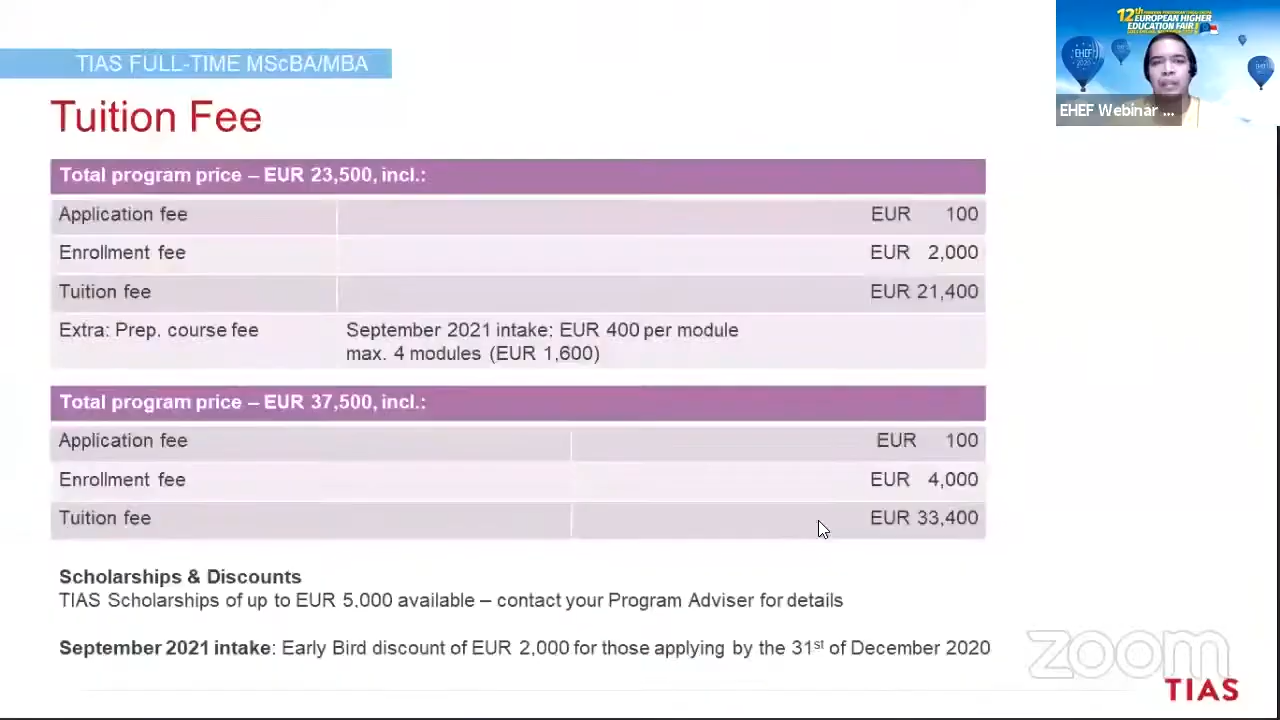 TIAS FULL-TIME MScBA/MBA
Tuition Fee
Total program price – EUR 23,500, incl.:
Application fee EUR 100
Enrollment fee EUR 2,000
Tuition fee EUR 21,400
Extra: Prep. course fee September 2021 intake: EUR 400 per module
max. 4 modules (EUR 1,600)
Total program price – EUR 37,500, incl.:
Application fee EUR 100
Enrollment fee EUR 4,000
Tuition fee EUR 33,400
Scholarships & Discounts
TIAS Scholarships of up to EUR 5.000 available – contact your Program Adviser for details
September 2021 intake: Early Bird discount of EUR 2,000 for those applying by the 31st of December 2020
12th
EUROPEAN HIGHER
EDUCATION FAIR
EHEF
2020
EHEF Webinar ...
zoom
TIAS